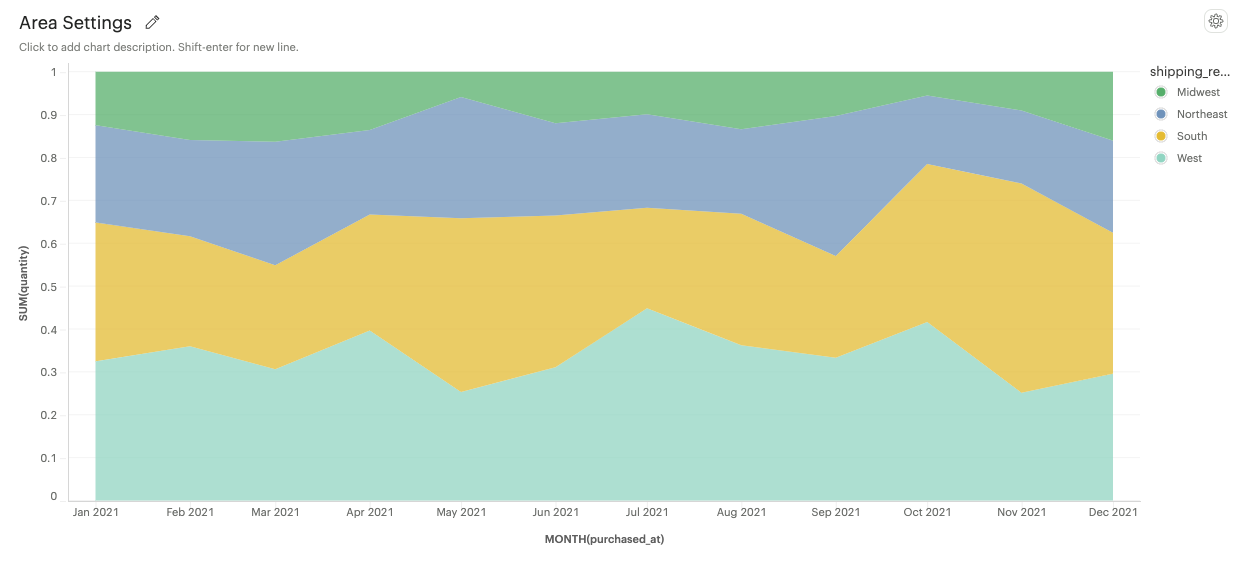 Area Settings
Click to add chart description. Shift-enter for new line.
shipping_re...
Midwest
Northeast
South
West
1
0.9
0.8
0.7
0.6
0.5
0.4
0.3
0.2
0.1
0
SUM(quantity)
Jan 2021 Feb 2021 Mar 2021 Apr 2021 May 2021 Jun 2021 Jul 2021 Aug 2021 Sep 2021 Oct 2021 Nov 2021 Dec 2021
MONTH(purchased_at)